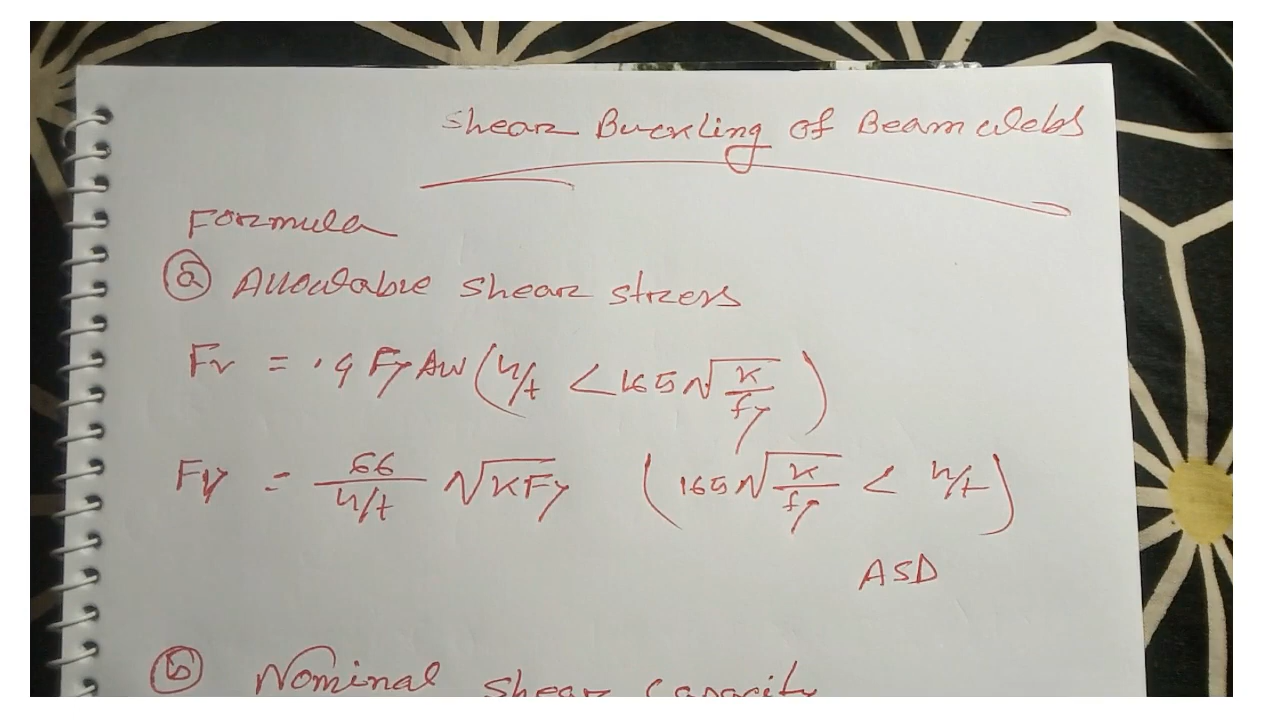 Shear Buckling of Beam Webs
Formula
(a) Allowable shear stress
Fv = .4 Fy Aw (h/t < 165 √(k/fy))
Fv = 66/(h/t) √(kFy) (165 √(k/fy) < h/t)
ASD
(b) Nominal shear capacity